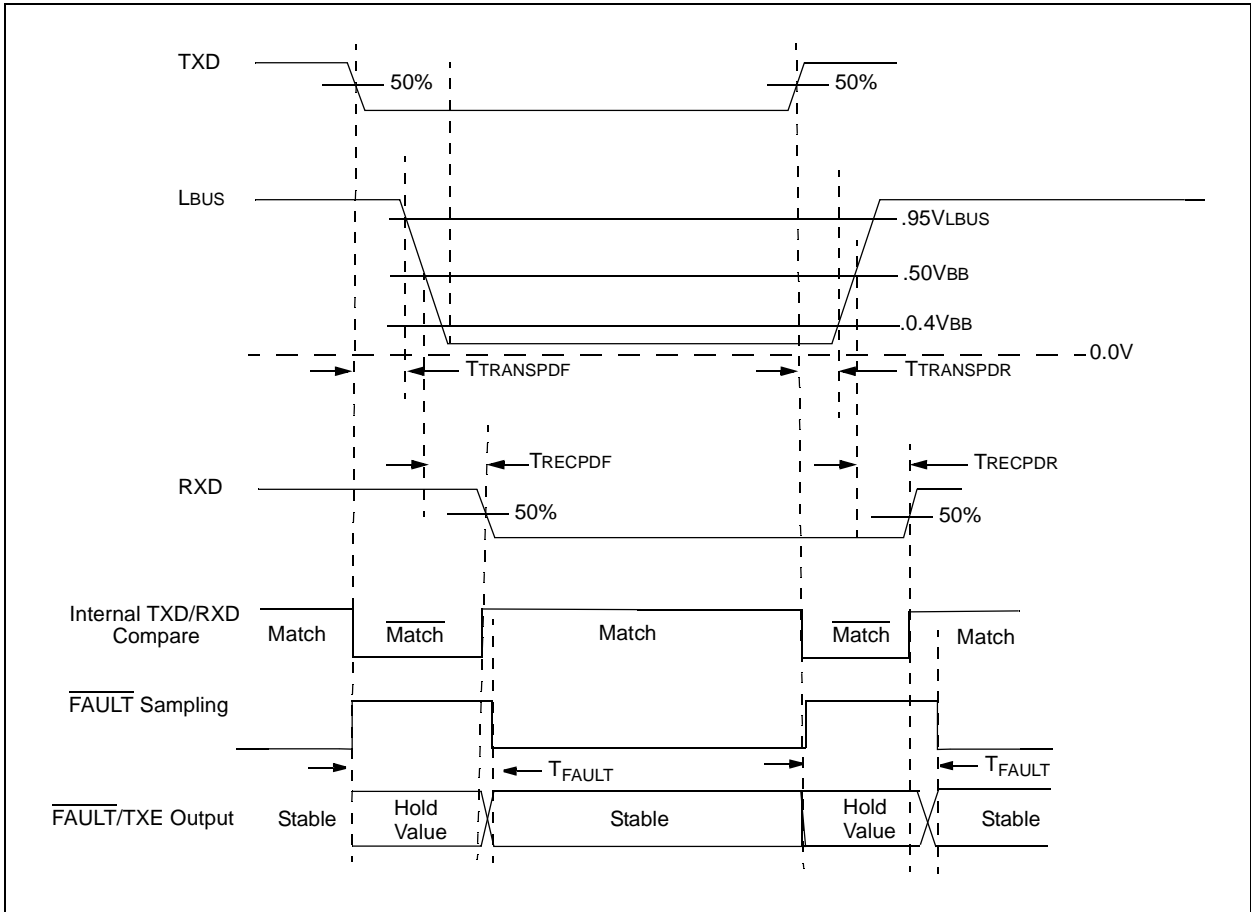 TXD
50%
50%
LBUS
.95VLBUS
.50VBB
.0.4VBB
0.0V
TTRANSPDF
TTRANSPDR
TRECPDF
TRECPDR
RXD
50%
50%
Internal TXD/RXD
Compare
Match
Match
Match
Match
Match
FAULT Sampling
TFAULT
TFAULT
FAULT/TXE Output
Stable
Hold
Value
Stable
Hold
Value
Stable